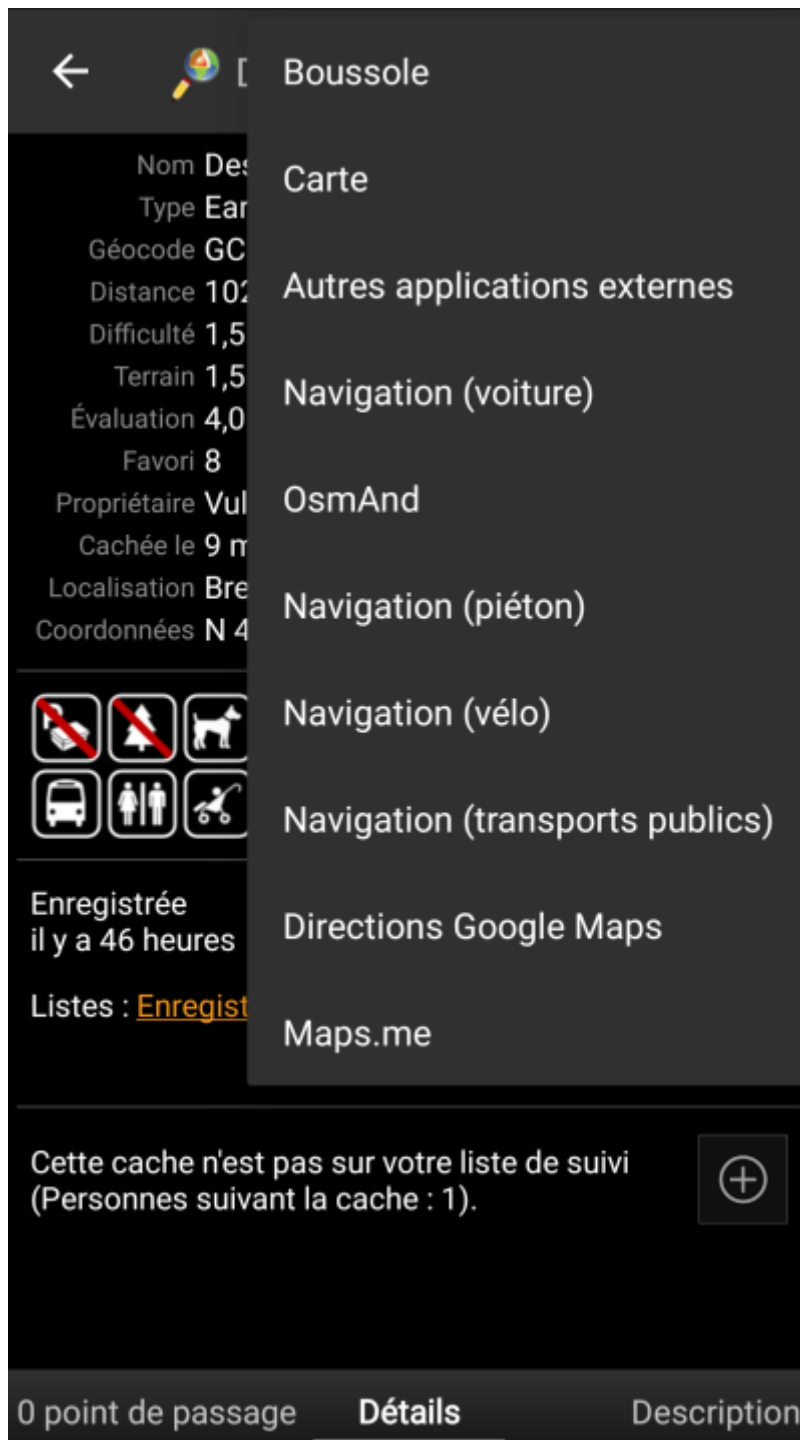 Boussole
Carte
Autres applications externes
Navigation (voiture)
OsmAnd
Navigation (piéton)
Navigation (vélo)
Navigation (transports publics)
Directions Google Maps
Maps.me
Nom
Type
Géocode GC
Distance
Difficulté 1,5
Terrain 1,5
Évaluation 4,0
Favori 8
Propriétaire Vul
Cachée le 9
Localisation Bre
Coordonnées N 4
Enregistrée
il y a 46 heures
Listes : Enregist
Cette cache n'est pas sur votre liste de suivi
(Personnes suivant la cache : 1).
0 point de passage
Détails
Description